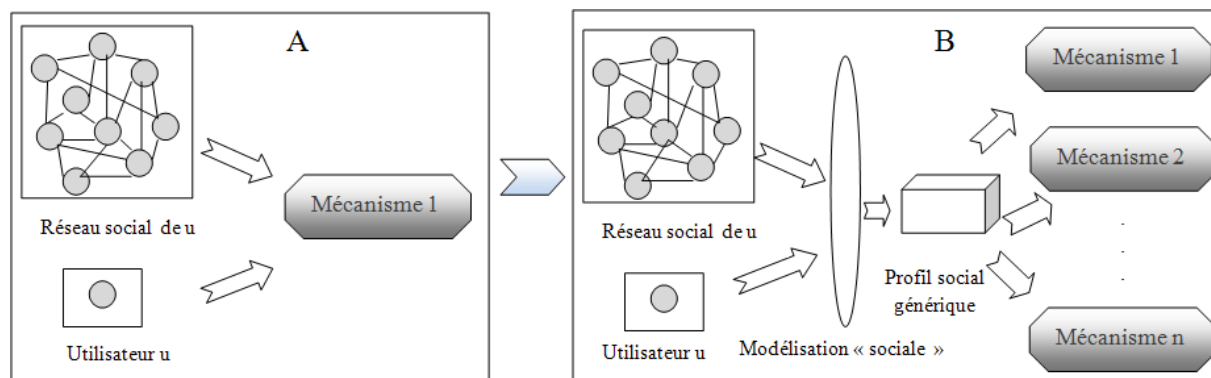 A
Mécanisme 1
Réseau social de u
Utilisateur u
B
Mécanisme 1
Mécanisme 2
.
.
.
.
Mécanisme n
Réseau social de u
Utilisateur u
Profil social
générique
Modélisation « sociale »